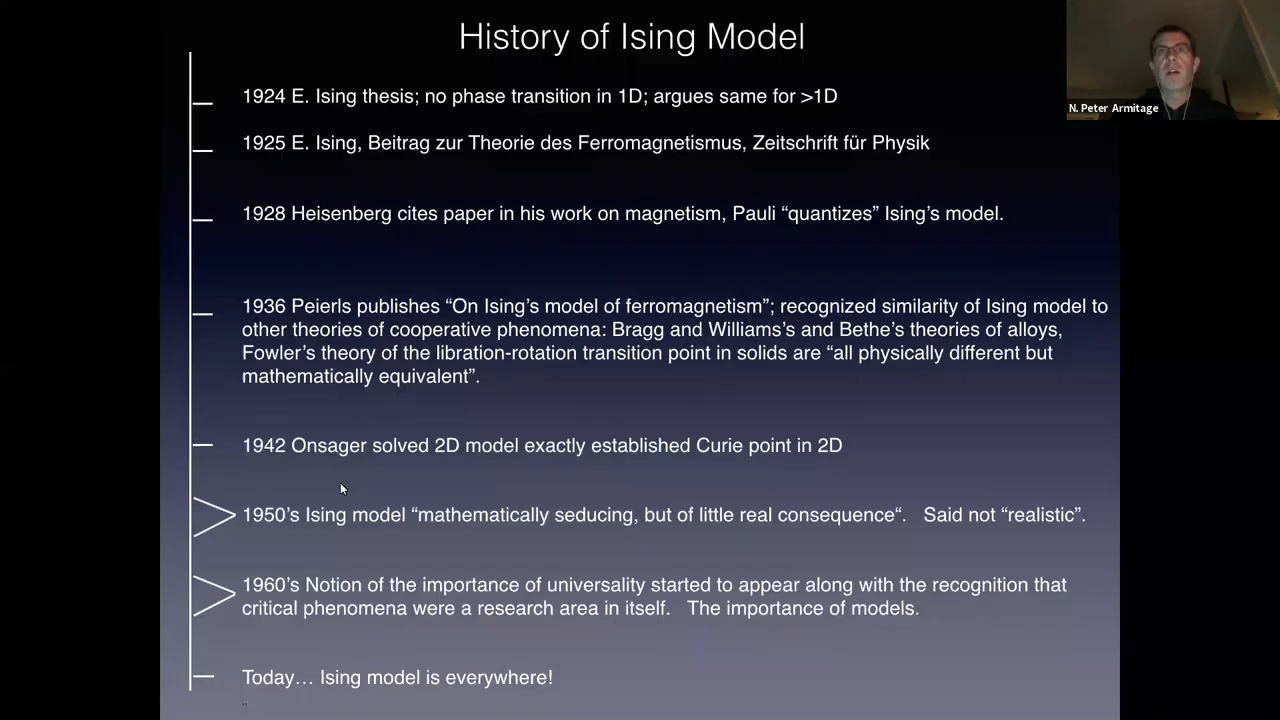 History of Ising Model
N. Peter Armitage
1924 E. Ising thesis; no phase transition in 1D; argues same for >1D
1925 E. Ising, Beitrag zur Theorie des Ferromagnetismus, Zeitschrift für Physik
1928 Heisenberg cites paper in his work on magnetism, Pauli “quantizes” Ising’s model.
1936 Peierls publishes “On Ising’s model of ferromagnetism”; recognized similarity of Ising model to
other theories of cooperative phenomena: Bragg and Williams’s and Bethe’s theories of alloys,
Fowler’s theory of the libration-rotation transition point in solids are “all physically different but
mathematically equivalent”.
1942 Onsager solved 2D model exactly established Curie point in 2D
1950’s Ising model “mathematically seducing, but of little real consequence“. Said not “realistic”.
1960’s Notion of the importance of universality started to appear along with the recognition that
critical phenomena were a research area in itself. The importance of models.
Today… Ising model is everywhere!